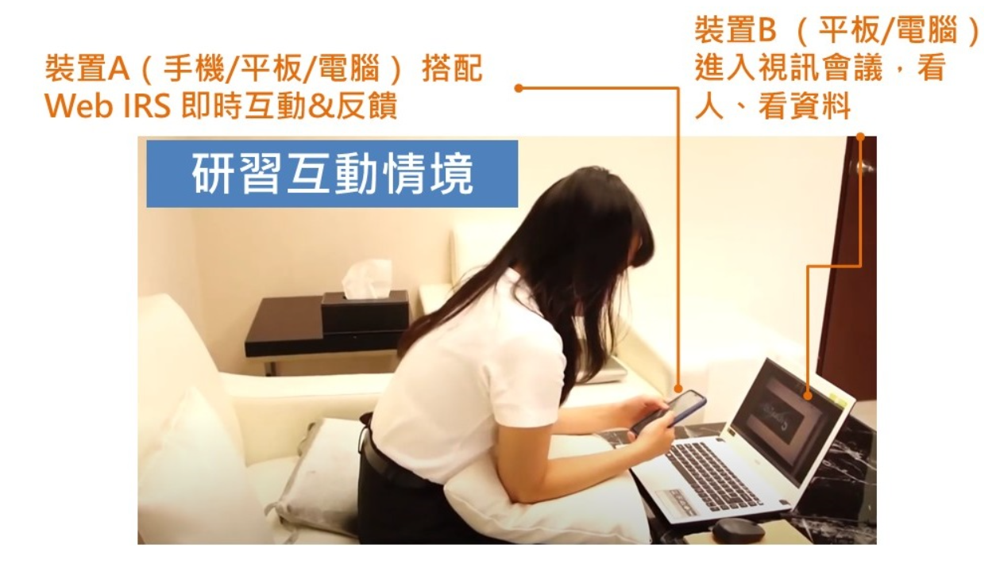 裝置A（手機/平板/電腦） 搭配
Web IRS 即時互動&反饋
裝置B （平板/電腦）
進入視訊會議，看
人、看資料
研習互動情境